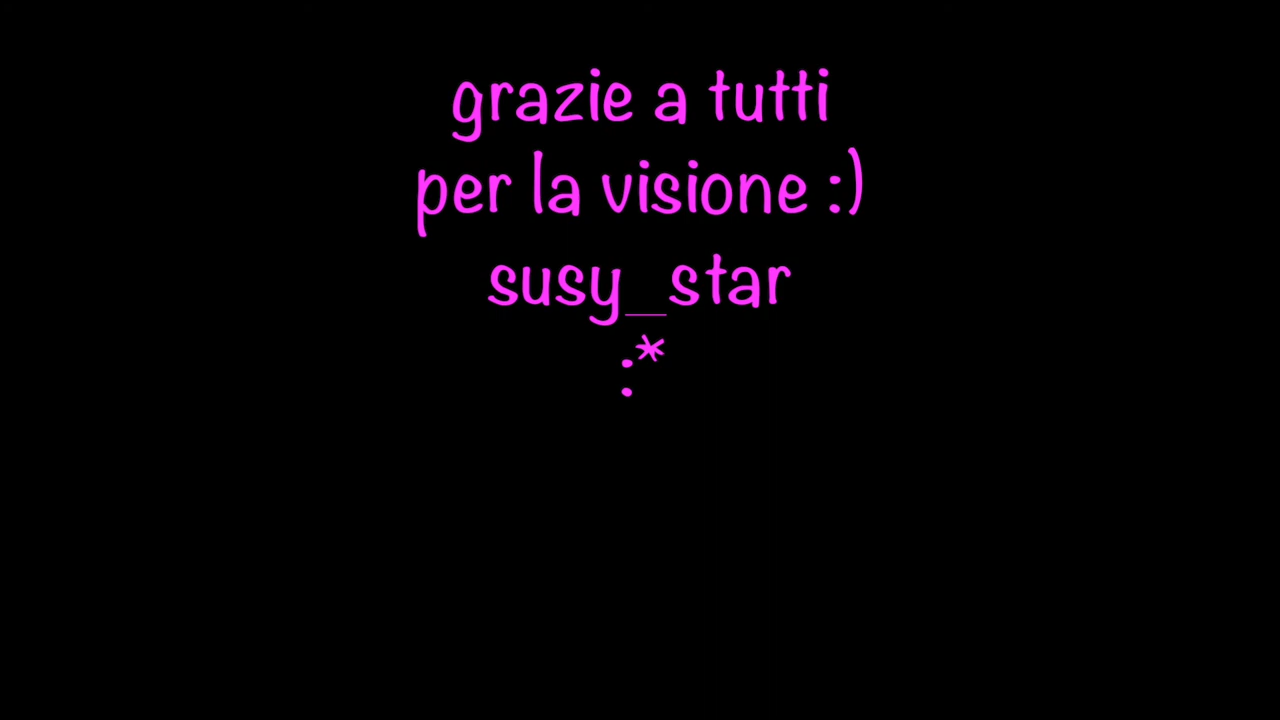 grazie a tutti
per la visione :)
susy_star
:*